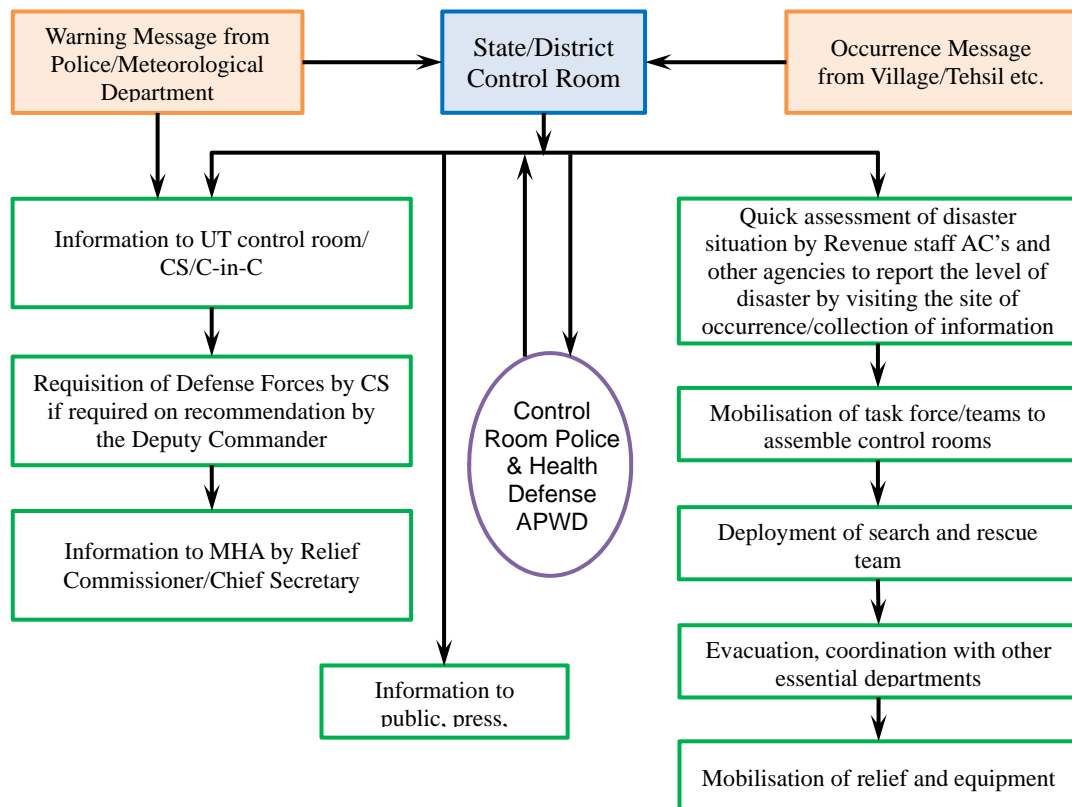 Warning Message from
Police/Meteorological
Department
State/District
Control Room
Occurrence Message
from Village/Tehsil etc.
Information to UT control room/
CS/C-in-C
Requisition of Defense Forces by CS
if required on recommendation by
the Deputy Commander
Information to MHA by Relief
Commissioner/Chief Secretary
Information to
public, press,
Control
Room Police
& Health
Defense
APWD
Quick assessment of disaster
situation by Revenue staff AC's and
other agencies to report the level of
disaster by visiting the site of
occurrence/collection of information
Mobilisation of task force/teams to
assemble control rooms
Deployment of search and rescue
team
Evacuation, coordination with other
essential departments
Mobilisation of relief and equipment